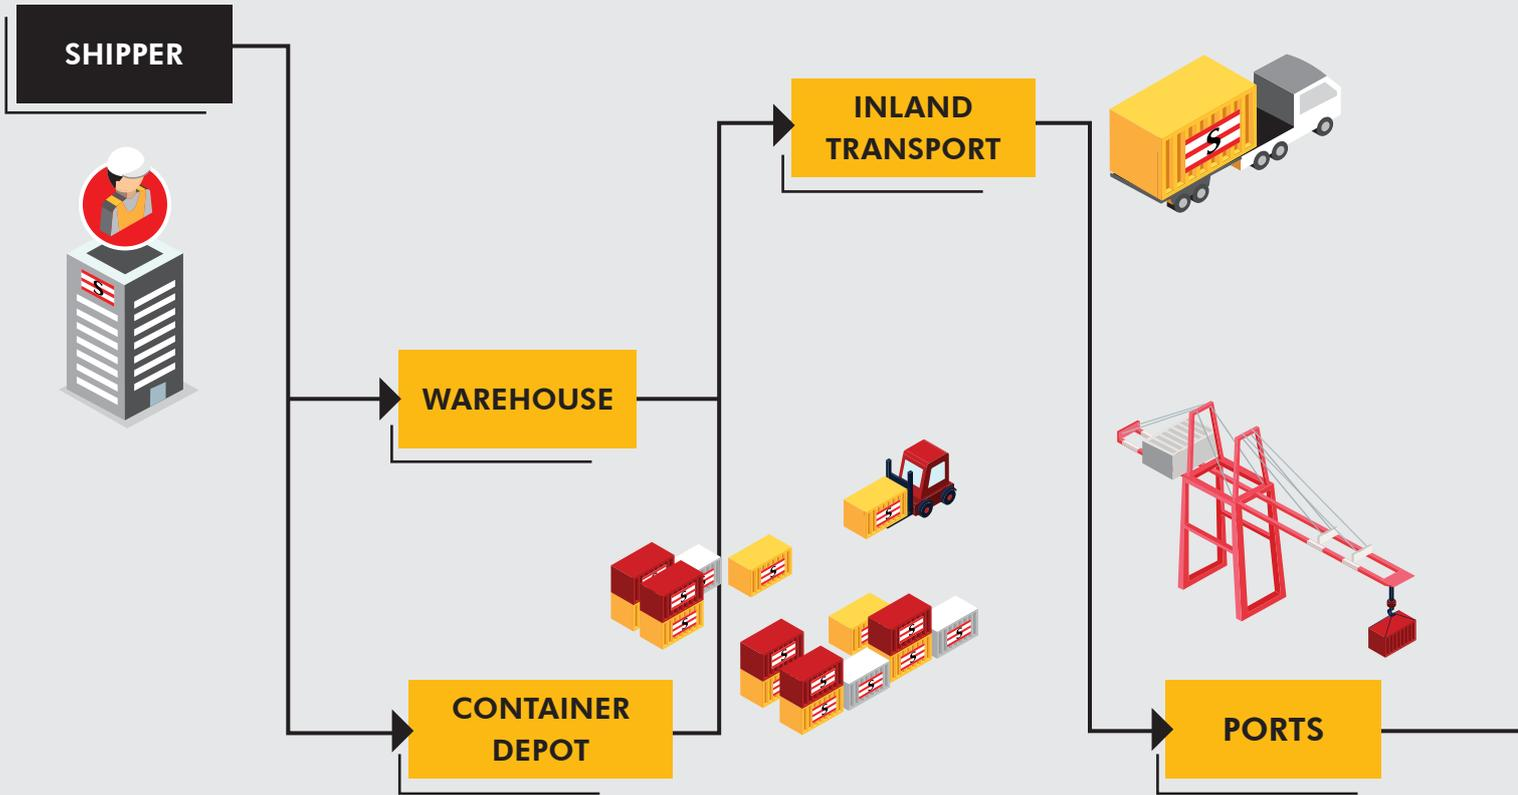 SHIPPER
INLAND
TRANSPORT
WAREHOUSE
CONTAINER
DEPOT
PORTS